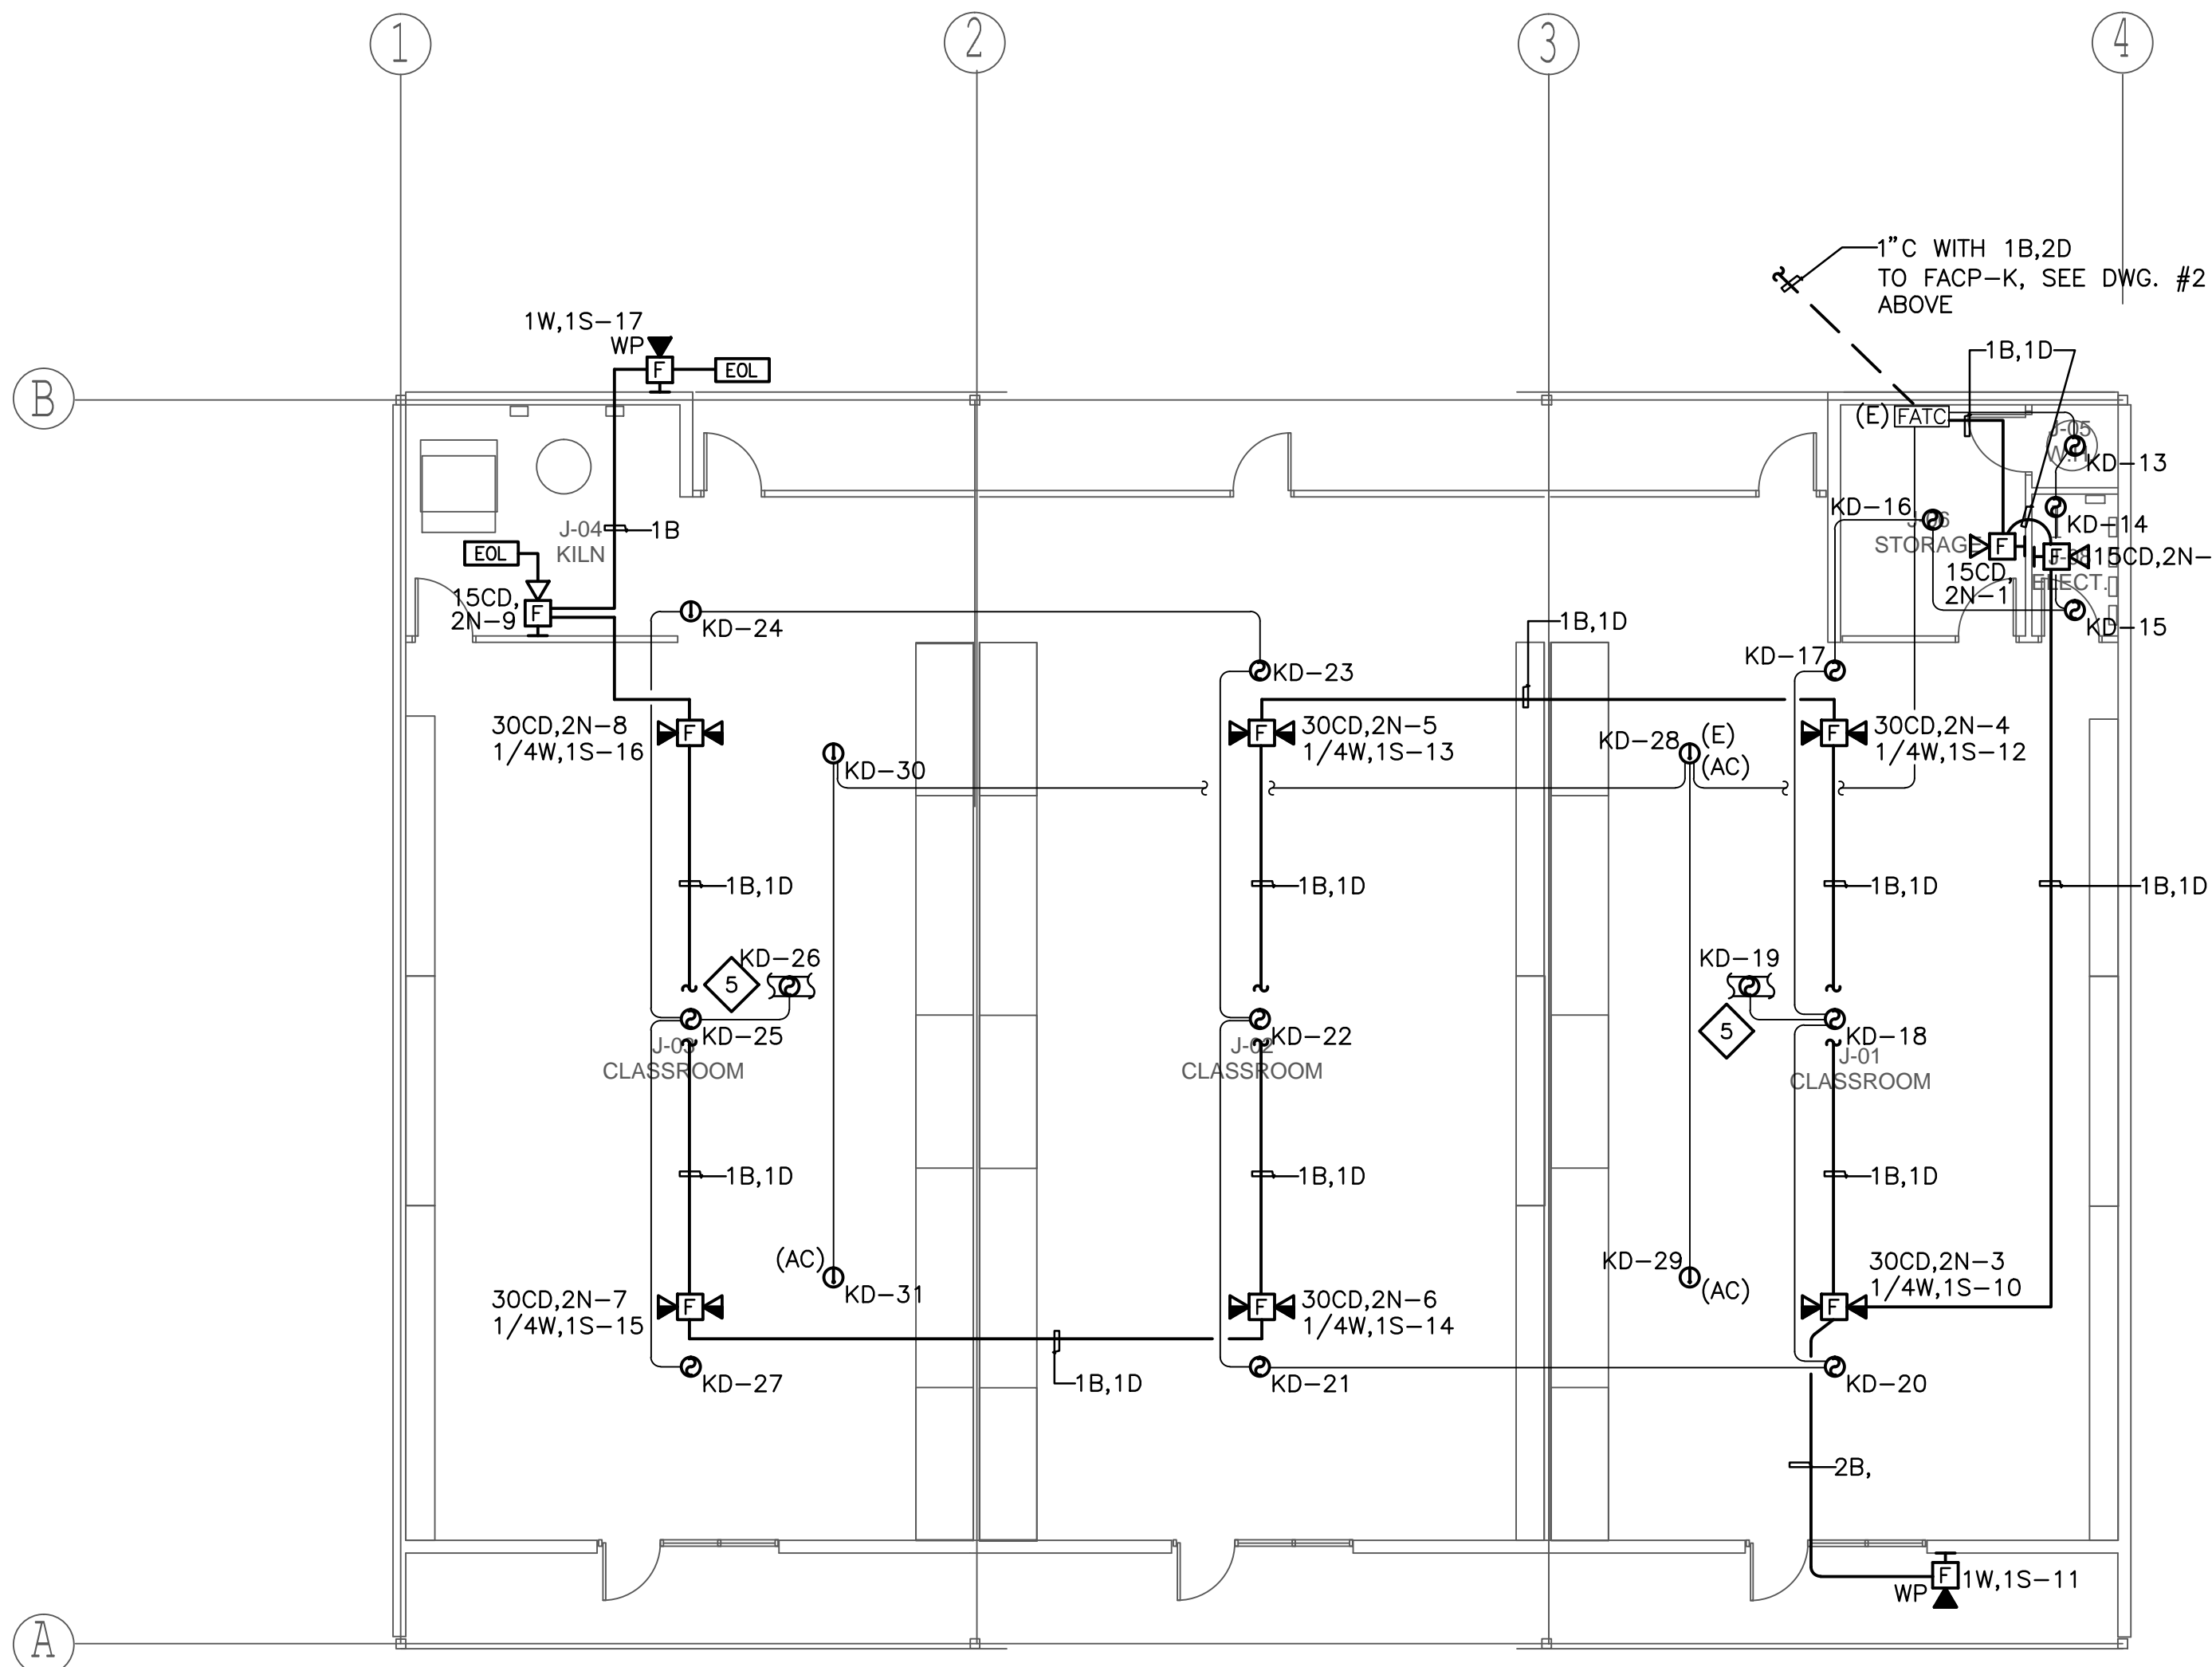 1
2
3
4
1"C WITH 1B,2D
TO FACP-K, SEE DWG. #2
ABOVE
1W,1S-17
WP
F
EOL
1B,1D
B
(E)
FATC
J-05
KD-13
KD-16
KD-14
J-04
KILN
1B
EOL
STORAGE
F
F
15CD,2N-
15CD,
2N-1
ELECT.
15CD,
2N-9
F
KD-24
1B,1D
KD-15
KD-23
KD-17
30CD,2N-8
1/4W,1S-16
F
30CD,2N-5
1/4W,1S-13
F
30CD,2N-4
1/4W,1S-12
F
KD-28
(E)
(AC)
KD-30
1B,1D
1B,1D
1B,1D
1B,1D
KD-26
5
KD-19
5
KD-25
KD-22
KD-18
J-03
CLASSROOM
J-02
CLASSROOM
J-01
CLASSROOM
1B,1D
1B,1D
1B,1D
(AC)
KD-31
KD-29
(AC)
30CD,2N-3
1/4W,1S-10
F
30CD,2N-7
1/4W,1S-15
F
30CD,2N-6
1/4W,1S-14
F
KD-27
1B,1D
KD-21
KD-20
2B,
F
1W,1S-11
WP
A